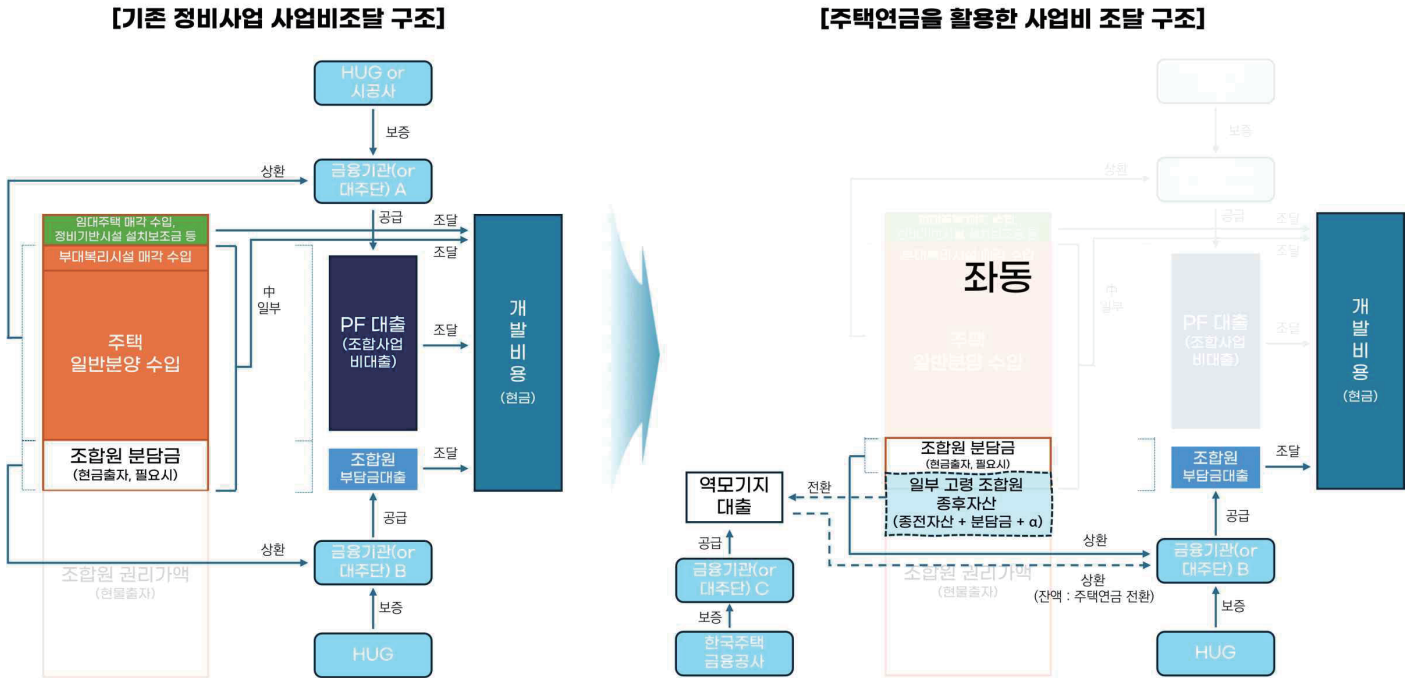 [기존 정비사업 사업비조달 구조]
HUG or
시공사
보증
상환
금융기관(or
대주단) A
공급
조달
임대주택 매각 수입,
정비기반시설 설치보조금 등
부대복리시설 매각 수입
조달
中
일부
주택
일반분양 수입
PF 대출
(조합사업
비대출)
조달
개
발
비
용
(현금)
조합원 분담금
(현금출자, 필요시)
조합원
부담금대출
조달
공급
상환
금융기관(or
대주단) B
조합원 권리가액
(현물출자)
보증
HUG
[주택연금을 활용한 사업비 조달 구조]
보증
상환
공급
조달
조달
中
일부
좌동
주택
일반분양 수입
PF 대출
(조합사업
비대출)
조달
개
발
비
용
(현금)
조합원 분담금
(현금출자, 필요시)
조합원
부담금대출
조달
일부 고령 조합원
종후자산
(종전자산 + 분담금 + α)
전환
역모기지
대출
공급
공급
상환
금융기관(or
대주단) C
금융기관(or
대주단) B
조합원 권리가액
(현물출자)
상환
(잔액 : 주택연금 전환)
보증
보증
한국주택
금융공사
HUG